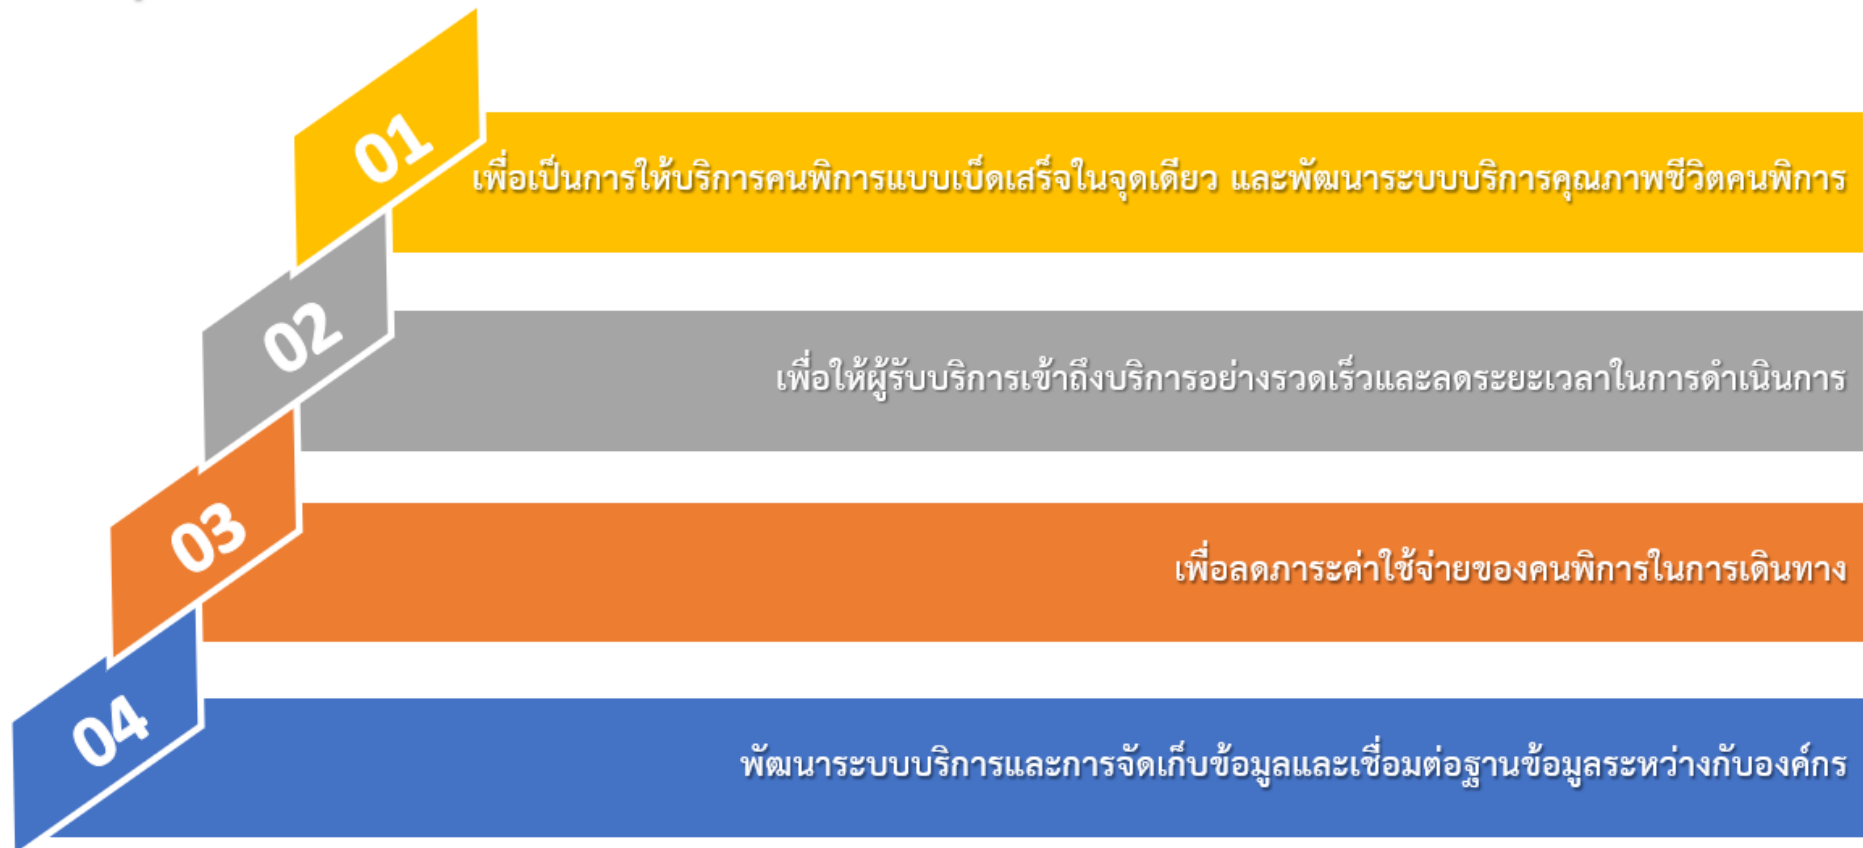 01
เพื่อเป็นการให้บริการคนพิการแบบเบ็ดเสร็จในจุดเดียว และพัฒนาระบบบริการคุณภาพชีวิตคนพิการ
02
เพื่อให้ผู้รับบริการเข้าถึงบริการอย่างรวดเร็วและลดระยะเวลาในการดำเนินการ
03
เพื่อลดภาระค่าใช้จ่ายของคนพิการในการเดินทาง
04
พัฒนาระบบบริการและการจัดเก็บข้อมูลและเชื่อมต่อฐานข้อมูลระหว่างกับองค์กร